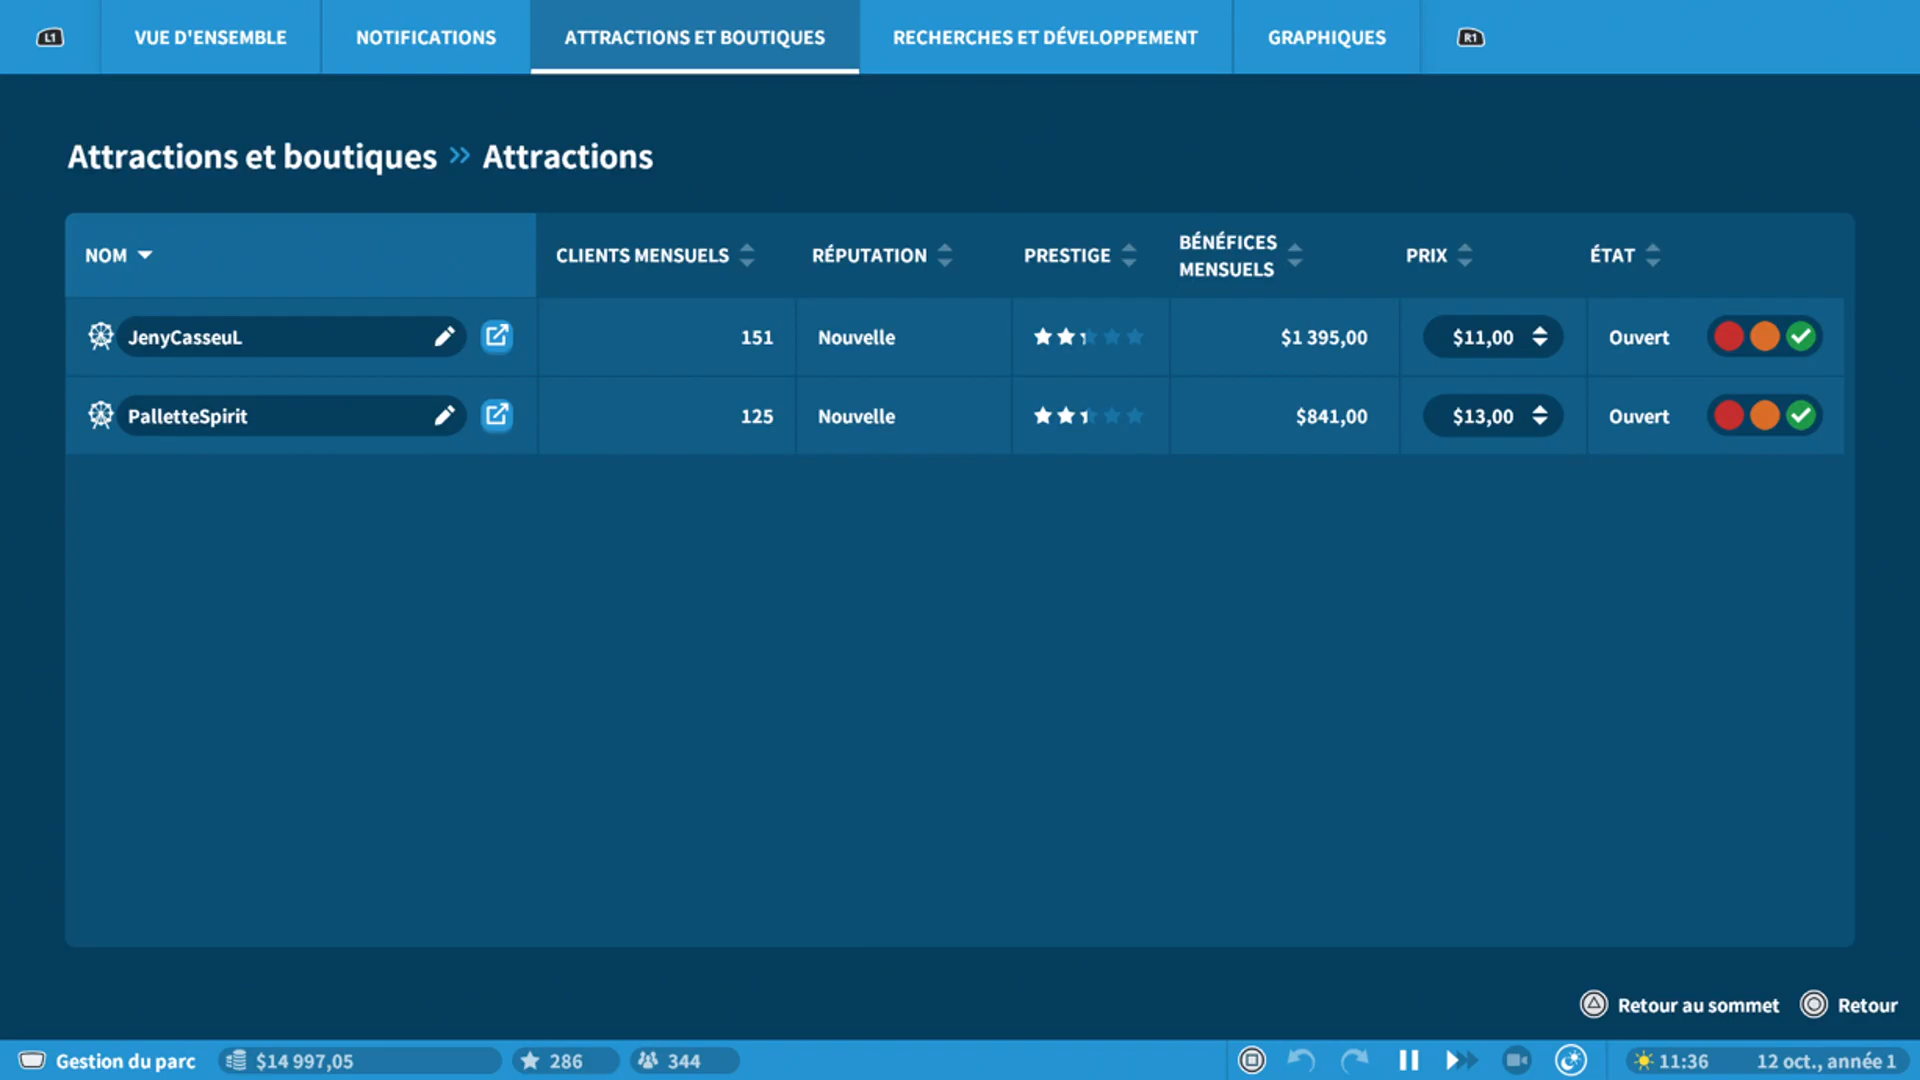 L1 VUE D'ENSEMBLE NOTIFICATIONS ATTRACTIONS ET BOUTIQUES RECHERCHES ET DÉVELOPPEMENT GRAPHIQUES R1
Attractions et boutiques » Attractions
NOM CLIENTS MENSUELS RÉPUTATION PRESTIGE BÉNÉFICES MENSUELS PRIX ÉTAT
JenyCasseuL 151 Nouvelle $1 395,00 $11,00 Ouvert
PalletteSpirit 125 Nouvelle $841,00 $13,00 Ouvert
Retour au sommet Retour
Gestion du parc $14 997,05 286 344 11:36 12 oct., année 1